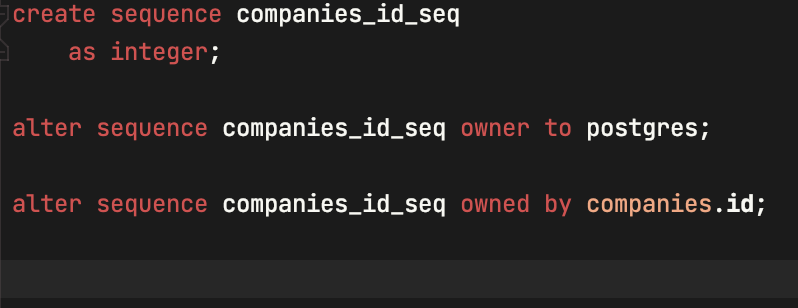 create sequence companies_id_seq
    as integer;
alter sequence companies_id_seq owner to postgres;
alter sequence companies_id_seq owned by companies.id;